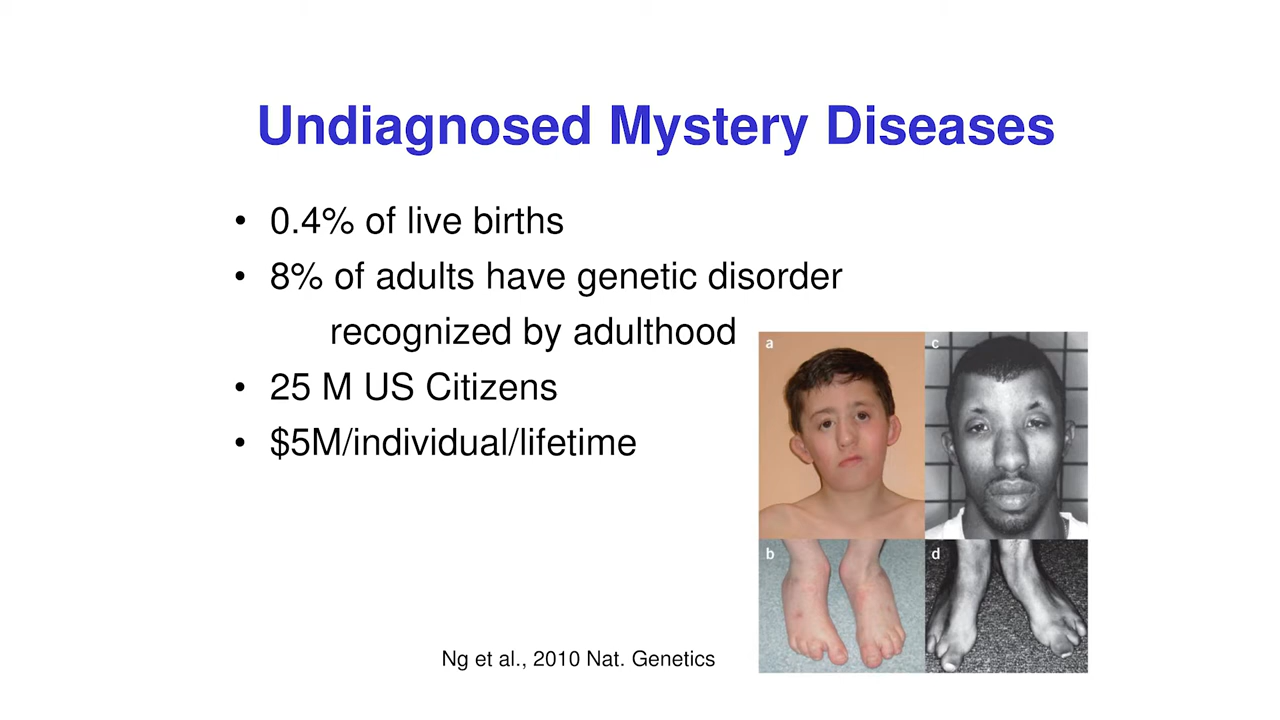 Undiagnosed Mystery Diseases
• 0.4% of live births
• 8% of adults have genetic disorder
recognized by adulthood
• 25 M US Citizens
• $5M/individual/lifetime
a
c
b
d
Ng et al., 2010 Nat. Genetics